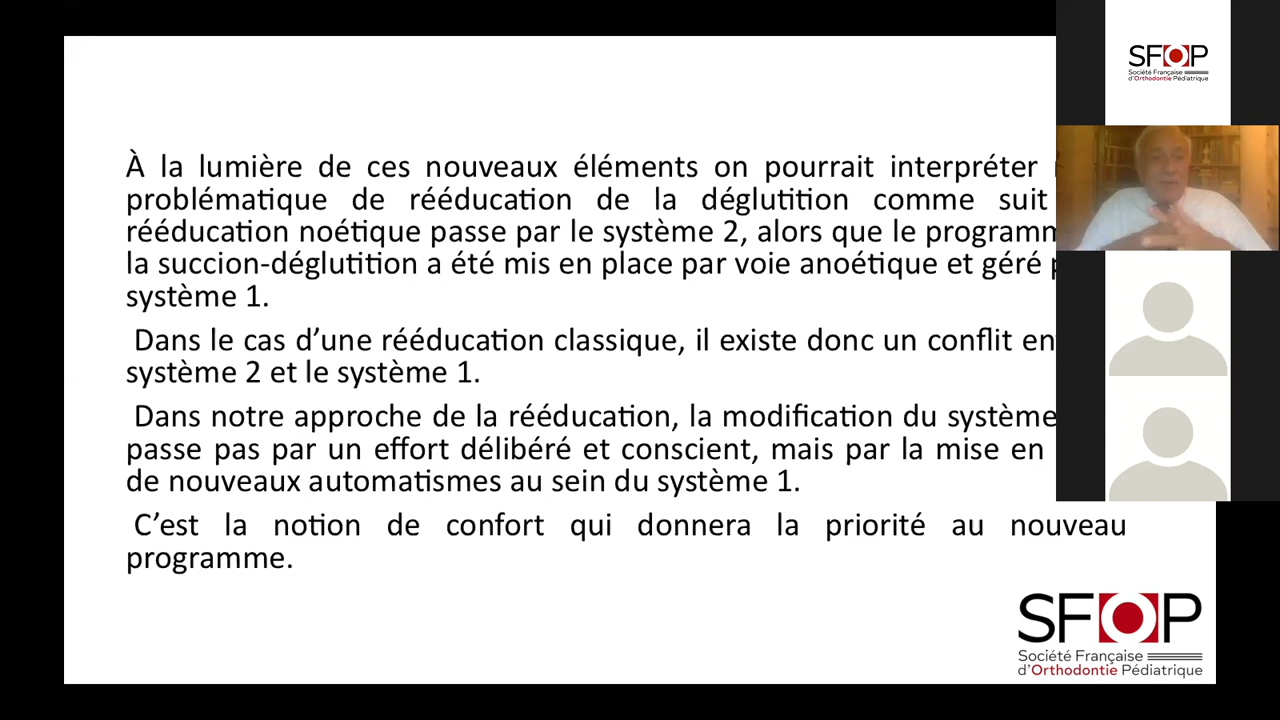 À la lumière de ces nouveaux éléments on pourrait interpréter
problématique de rééducation de la déglutition comme suit
rééducation noétique passe par le système 2, alors que le
la succion-déglutition a été mis en place par voie anoétique et géré
système 1.
Dans le cas d’une rééducation classique, il existe donc un conflit
système 2 et le système 1.
Dans notre approche de la rééducation, la modification du système
passe pas par un effort délibéré et conscient, mais par la mise en
de nouveaux automatismes au sein du système 1.
C’est la notion de confort qui donnera la priorité au nouveau
programme.
SFOP
Société Française
d’Orthodontie Pédiatrique
SFOP
Société Française
d’Orthodontie Pédiatrique